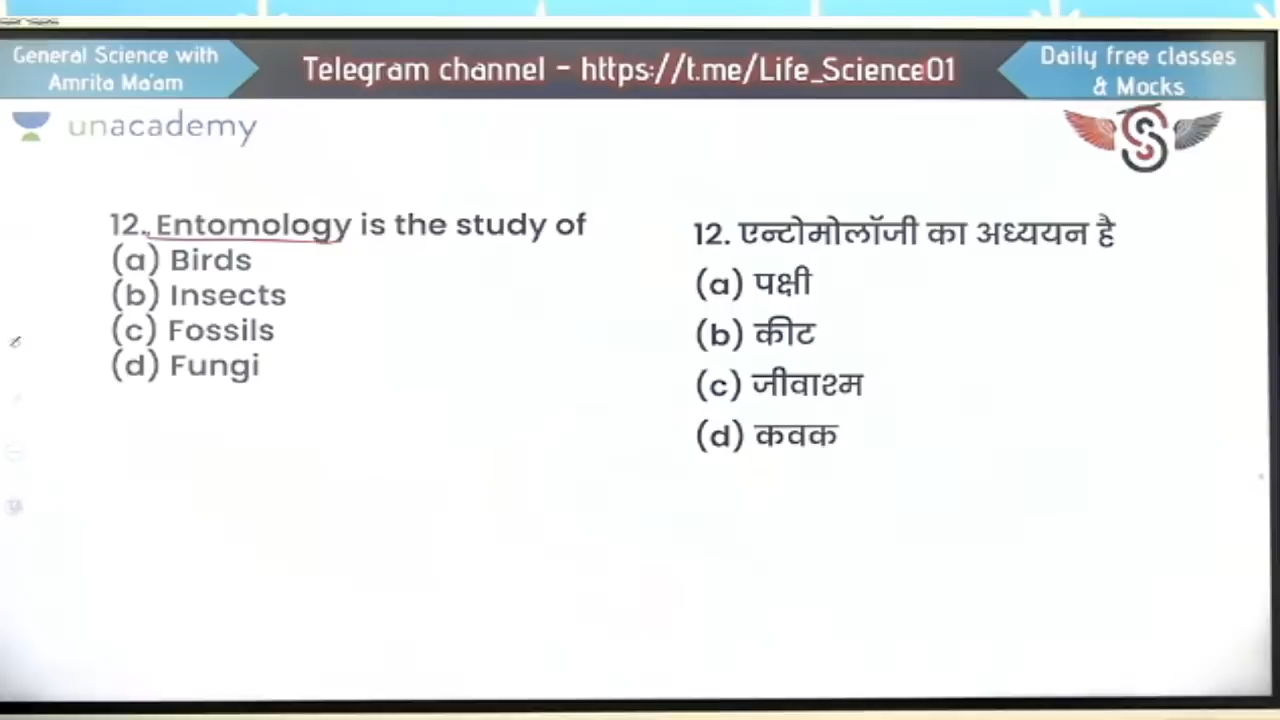 General Science with
Amrita Ma'am
Telegram channel - https://t.me/Life_Science01
Daily free classes
& Mocks
unacademy
12. Entomology is the study of
(a) Birds
(b) Insects
(c) Fossils
(d) Fungi
12. एन्टोमोलॉजी का अध्ययन है
(a) पक्षी
(b) कीट
(c) जीवाश्म
(d) कवक